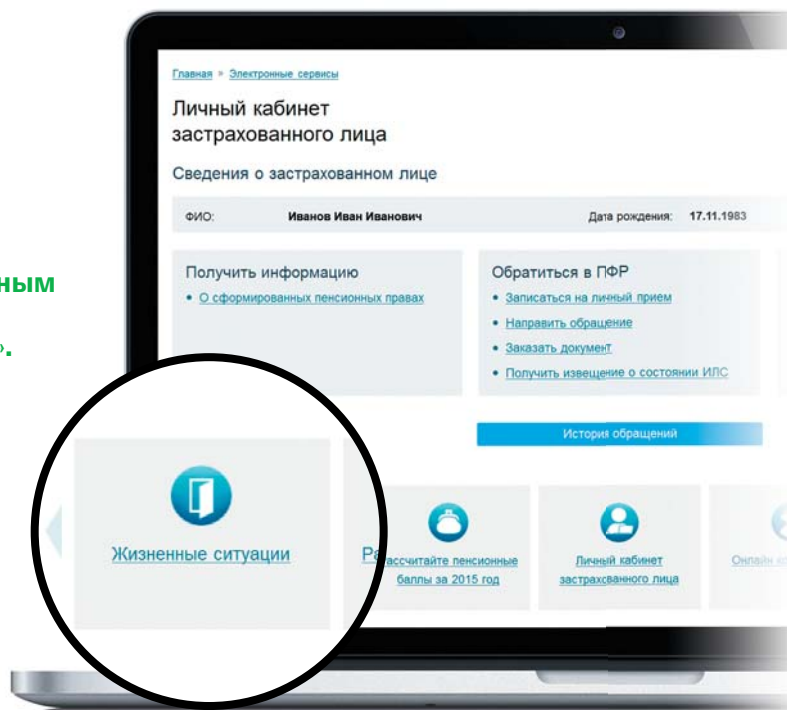 Главная » Электронные сервисы
Личный кабинет
застрахованного лица
Сведения о застрахованном лице
ФИО: Иванов Иван Иванович Дата рождения: 17.11.1983
ным
».
Получить информацию
• О сформированных пенсионных правах
Обратиться в ПФР
• Записаться на личный прием
• Направить обращение
• Заказать документ
• Получить извещение о состоянии ИЛС
История обращений
Жизненные ситуации
Рассчитайте пенсионные
баллы за 2015 год
Личный кабинет
застрахованного лица
Онлайн